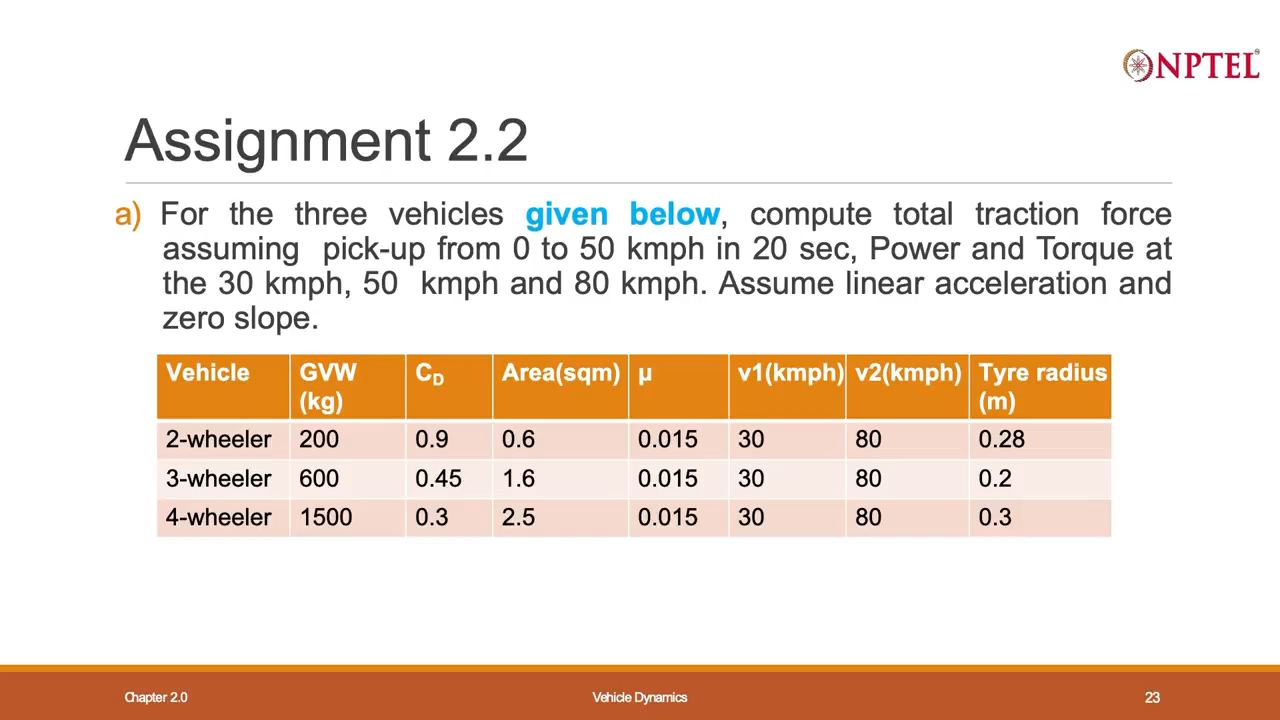 NPTEL
Assignment 2.2
a) For the three vehicles given below, compute total traction force
assuming pick-up from 0 to 50 kmph in 20 sec, Power and Torque at
the 30 kmph, 50 kmph and 80 kmph. Assume linear acceleration and
zero slope.
Vehicle GVW (kg) CD Area(sqm) μ v1(kmph) v2(kmph) Tyre radius (m)
2-wheeler 200 0.9 0.6 0.015 30 80 0.28
3-wheeler 600 0.45 1.6 0.015 30 80 0.2
4-wheeler 1500 0.3 2.5 0.015 30 80 0.3
Chapter 2.0 Vehicle Dynamics 23